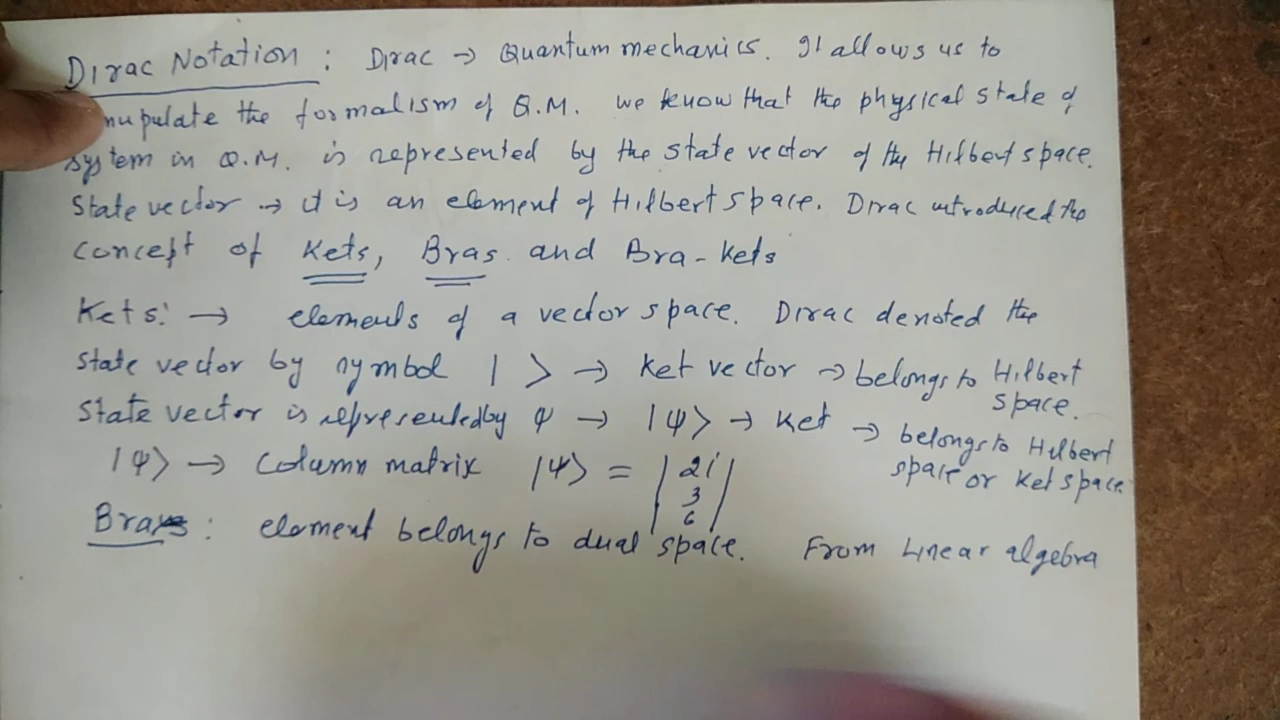 Dirac Notation : Dirac → Quantum mechanics. It allows us to
nupulate the formalism of Q.M. we know that the physical state of
system in Q.M. is represented by the state vector of the Hilbert space.
State vector → it is an element of Hilbert space. Dirac introduced the
concept of Kets, Bras. and Bra-Kets
Kets: → elements of a vector space. Dirac denoted the
state vector by symbol | > → Ket vector → belongs to Hilbert space.
State vector is represented by ψ → |ψ> → Ket → belongs to Hilbert space or Ket space
|ψ> → Column matrix |ψ> = | 2i |
3
6
Bra : element belongs to dual space. From Linear algebra